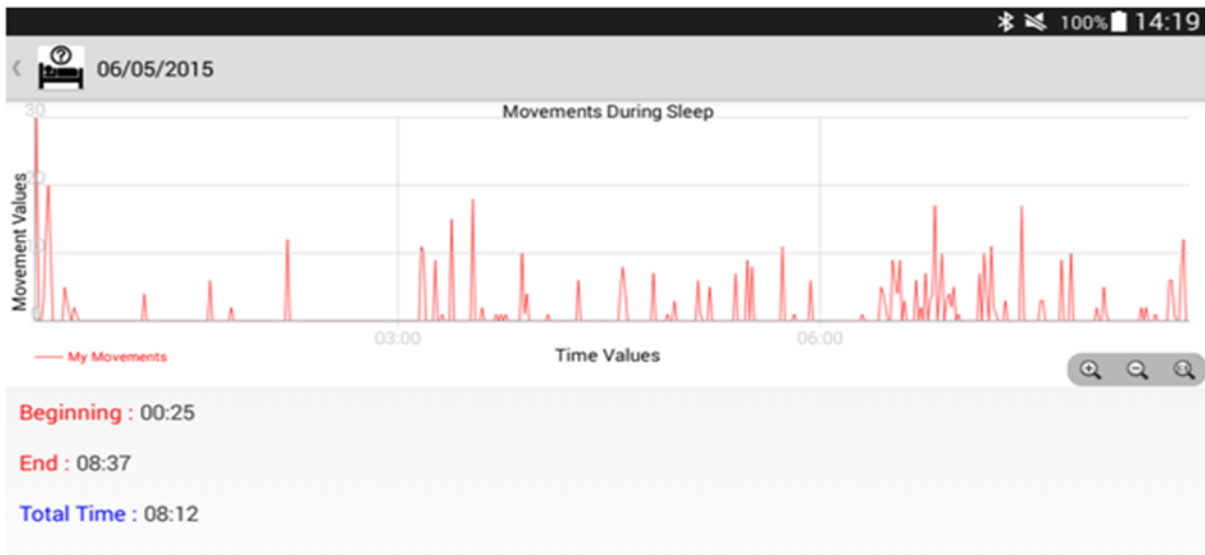 100% 14:19
06/05/2015
Movements During Sleep
30
20
10
0
Movement Values
03:00
06:00
My Movements
Time Values
Beginning : 00:25
End : 08:37
Total Time : 08:12